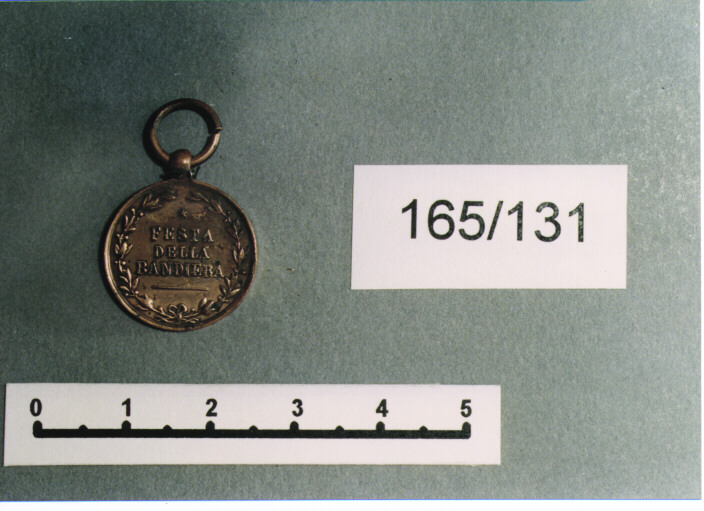 FESTA
DELLA
BANDIERA
165/131
0 1 2 3 4 5